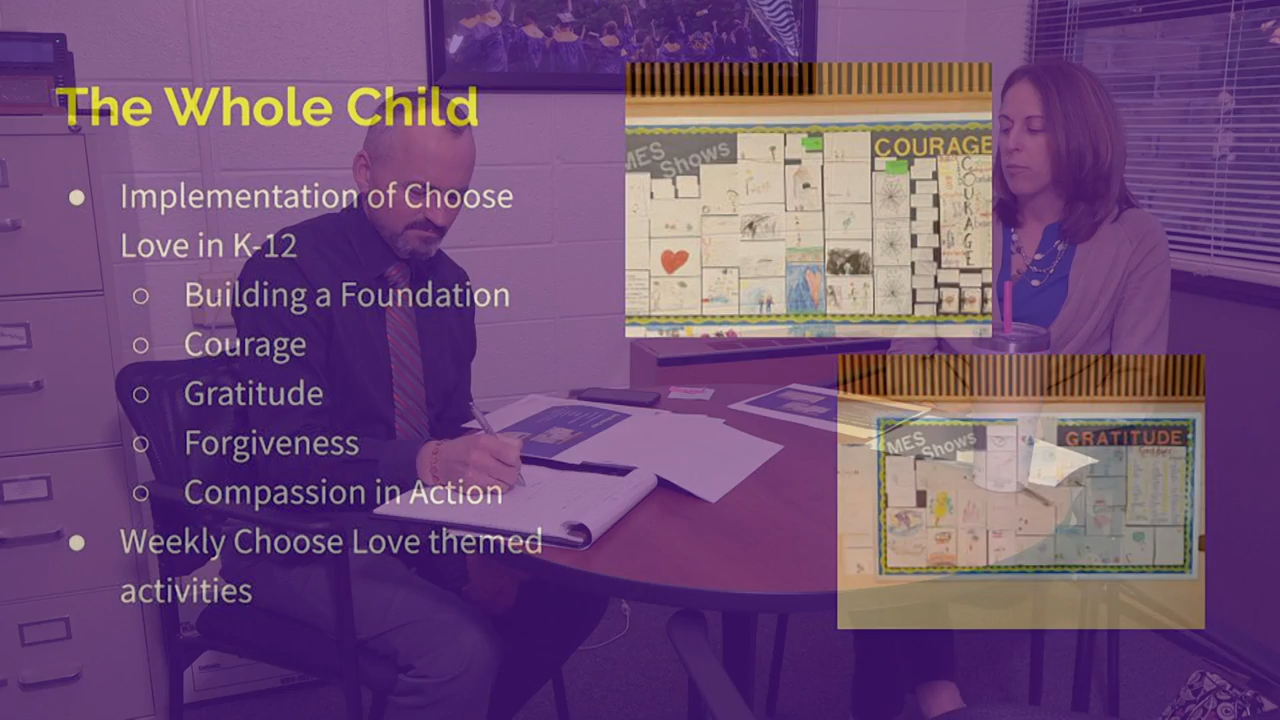 The Whole Child
● Implementation of Choose
Love in K-12
○ Building a Foundation
○ Courage
○ Gratitude
○ Forgiveness
○ Compassion in Action
● Weekly Choose Love themed
activities
MES
Shows
COURAGE
COURAGE
MES
Shows
GRATITUDE